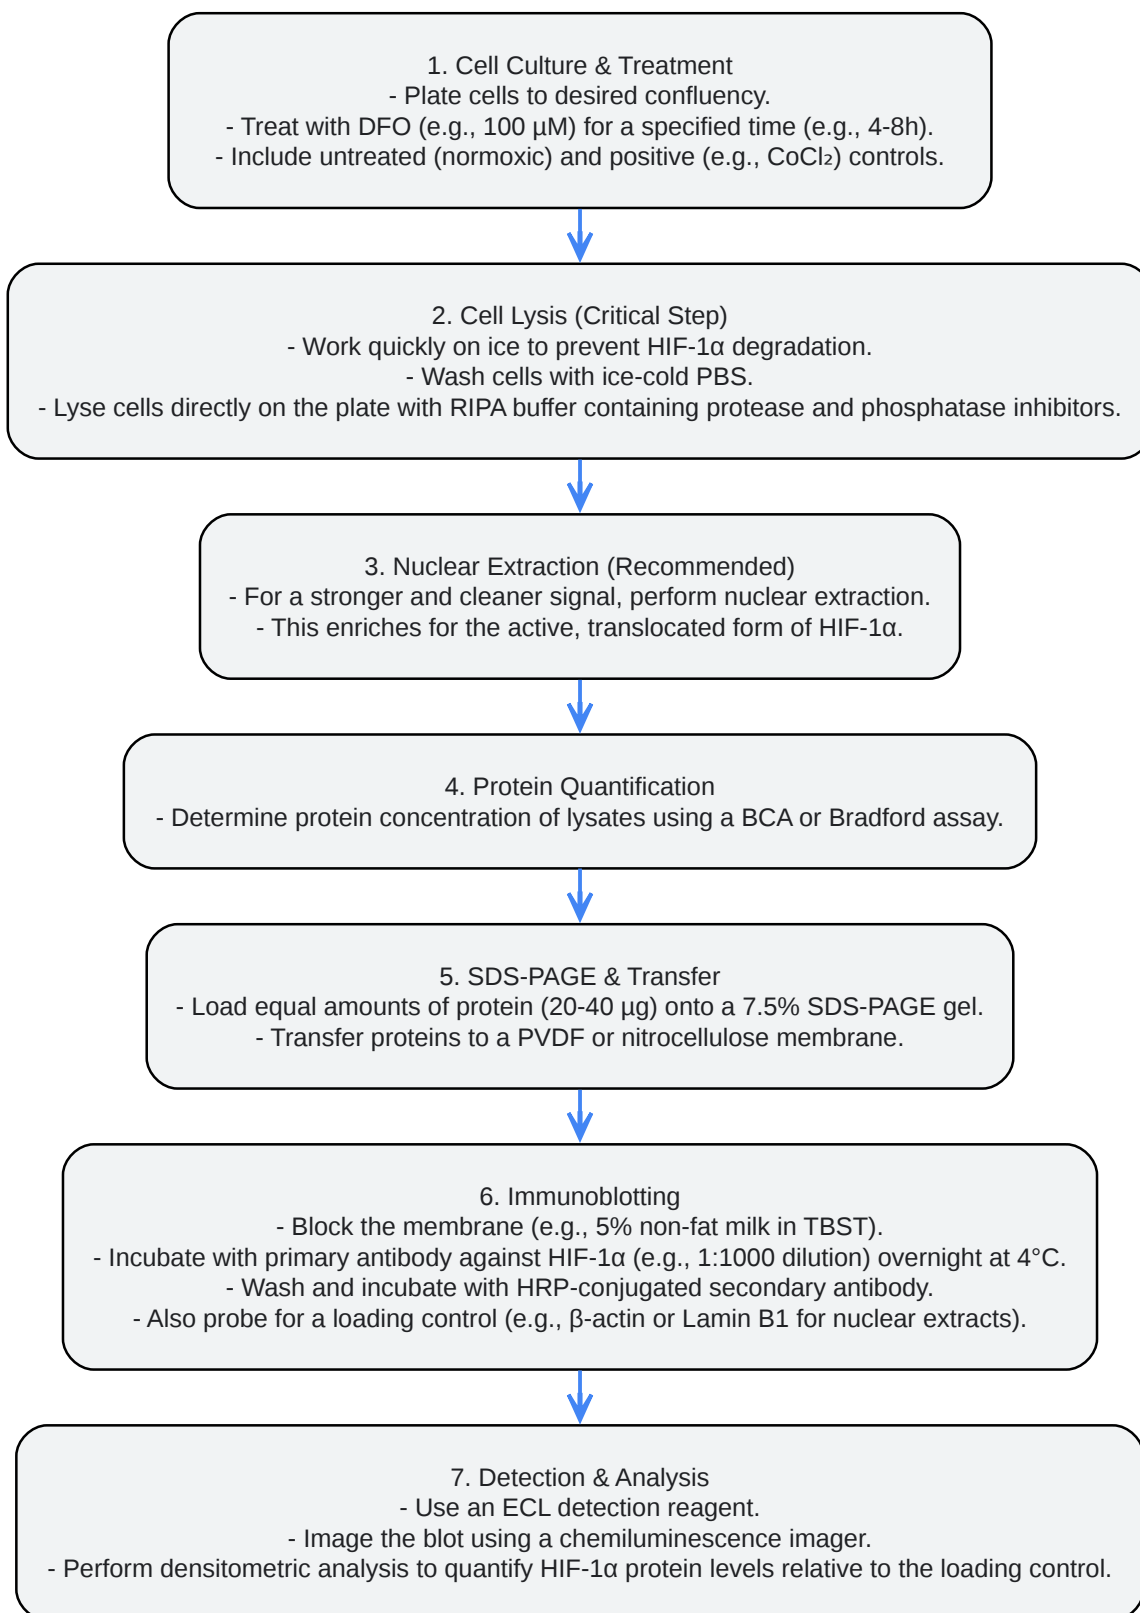 1. Cell Culture & Treatment
- Plate cells to desired confluency.
- Treat with DFO (e.g., 100 µM) for a specified time (e.g., 4-8h).
- Include untreated (normoxic) and positive (e.g., CoCl₂) controls.
2. Cell Lysis (Critical Step)
- Work quickly on ice to prevent HIF-1α degradation.
- Wash cells with ice-cold PBS.
- Lyse cells directly on the plate with RIPA buffer containing protease and phosphatase inhibitors.
3. Nuclear Extraction (Recommended)
- For a stronger and cleaner signal, perform nuclear extraction.
- This enriches for the active, translocated form of HIF-1α.
4. Protein Quantification
- Determine protein concentration of lysates using a BCA or Bradford assay.
5. SDS-PAGE & Transfer
- Load equal amounts of protein (20-40 µg) onto a 7.5% SDS-PAGE gel.
- Transfer proteins to a PVDF or nitrocellulose membrane.
6. Immunoblotting
- Block the membrane (e.g., 5% non-fat milk in TBST).
- Incubate with primary antibody against HIF-1α (e.g., 1:1000 dilution) overnight at 4°C.
- Wash and incubate with HRP-conjugated secondary antibody.
- Also probe for a loading control (e.g., β-actin or Lamin B1 for nuclear extracts).
7. Detection & Analysis
- Use an ECL detection reagent.
- Image the blot using a chemiluminescence imager.
- Perform densitometric analysis to quantify HIF-1α protein levels relative to the loading control.